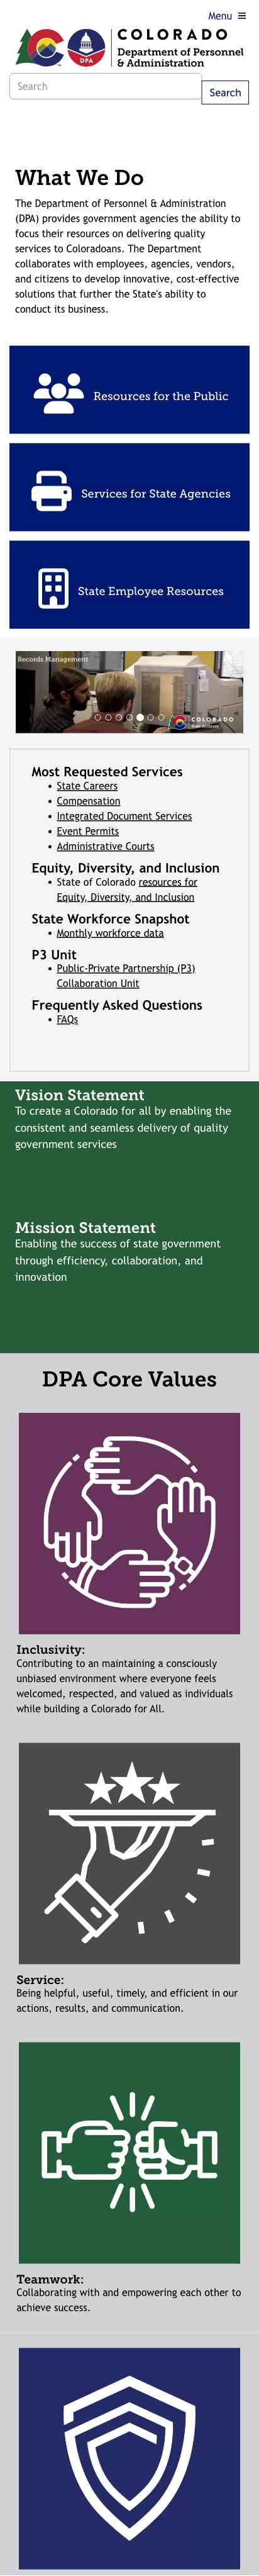 Menu ≡
COLORADO
Department of Personnel
& Administration
DPA
Search
Search
What We Do
The Department of Personnel & Administration
(DPA) provides government agencies the ability to
focus their resources on delivering quality
services to Coloradoans. The Department
collaborates with employees, agencies, vendors,
and citizens to develop innovative, cost-effective
solutions that further the State's ability to
conduct its business.
Resources for the Public
Services for State Agencies
State Employee Resources
Records Management
COLORADO
State Archives
Most Requested Services
• State Careers
• Compensation
• Integrated Document Services
• Event Permits
• Administrative Courts
Equity, Diversity, and Inclusion
• State of Colorado resources for
Equity, Diversity, and Inclusion
State Workforce Snapshot
• Monthly workforce data
P3 Unit
• Public-Private Partnership (P3)
Collaboration Unit
Frequently Asked Questions
• FAQs
Vision Statement
To create a Colorado for all by enabling the
consistent and seamless delivery of quality
government services
Mission Statement
Enabling the success of state government
through efficiency, collaboration, and
innovation
DPA Core Values
Inclusivity:
Contributing to an maintaining a consciously
unbiased environment where everyone feels
welcomed, respected, and valued as individuals
while building a Colorado for All.
Service:
Being helpful, useful, timely, and efficient in our
actions, results, and communication.
Teamwork:
Collaborating with and empowering each other to
achieve success.